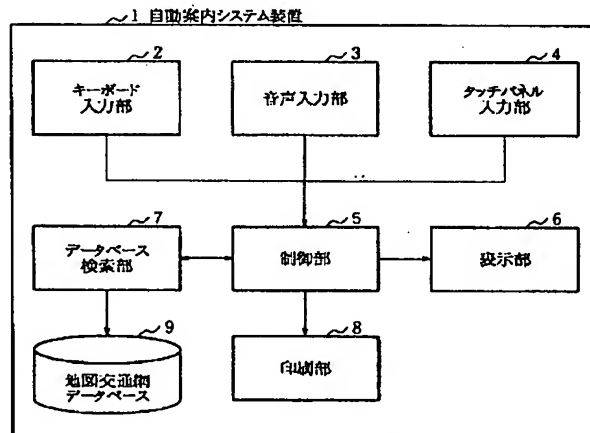 1 自動案内システム装置
2
キーボード
入力部
3
音声入力部
4
タッチパネル
入力部
7
データベース
検索部
5
制御部
6
表示部
9
地図交通網
データベース
8
印刷部